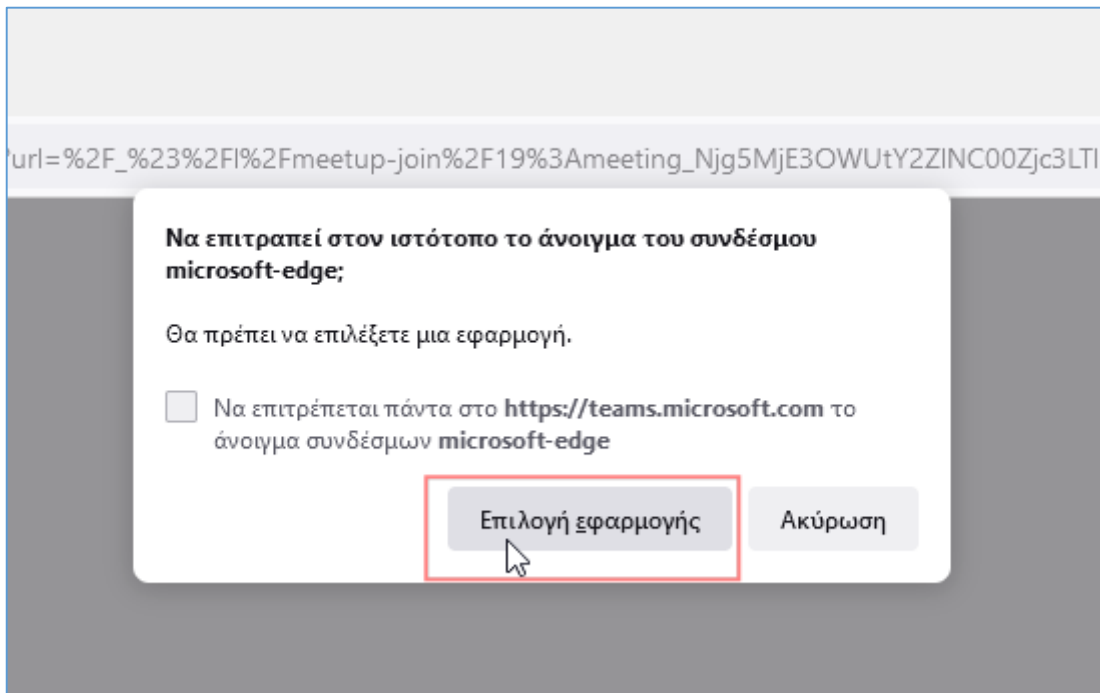 url=%2F_%23%2Fl%2Fmeetup-join%2F19%3Ameeting_Njg5MjE3OWUtY2ZlNC00Zjc3LTl
Να επιτραπεί στον ιστότοπο το άνοιγμα του συνδέσμου
microsoft-edge;
Θα πρέπει να επιλέξετε μια εφαρμογή.
Να επιτρέπεται πάντα στο https://teams.microsoft.com το
άνοιγμα συνδέσμων microsoft-edge
Επιλογή εφαρμογής
Ακύρωση